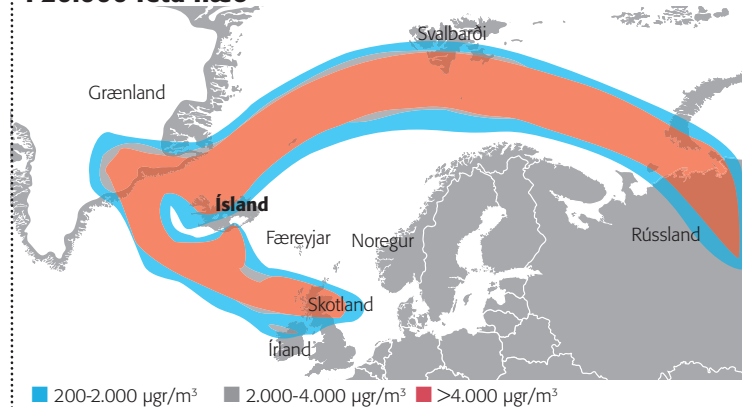 Svalbarði
Grænland
Ísland
Færeyjar
Noregur
Rússland
Skotland
Írland
200-2.000 µgr/m³
2.000-4.000 µgr/m³
>4.000 µgr/m³